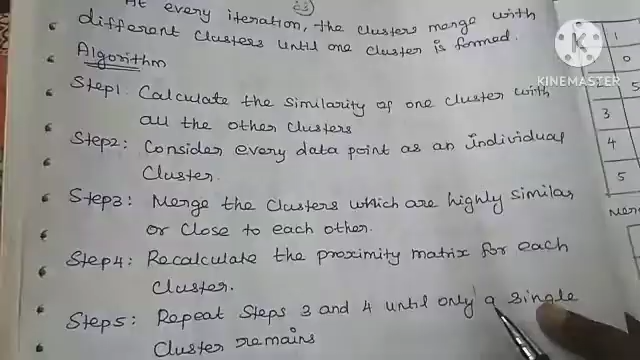 At every iteration, the clusters merge with
different clusters until one cluster is formed.
Algorithm
Step1: Calculate the similarity of one cluster with
all the other clusters
Step2: Consider every data point as an individual
cluster.
Step3: Merge the clusters which are highly similar
or close to each other.
Step4: Recalculate the proximity matrix for each
cluster.
Step5: Repeat Steps 3 and 4 until only a single
cluster remains
KINEMASTER
1
0
5
3
4
5